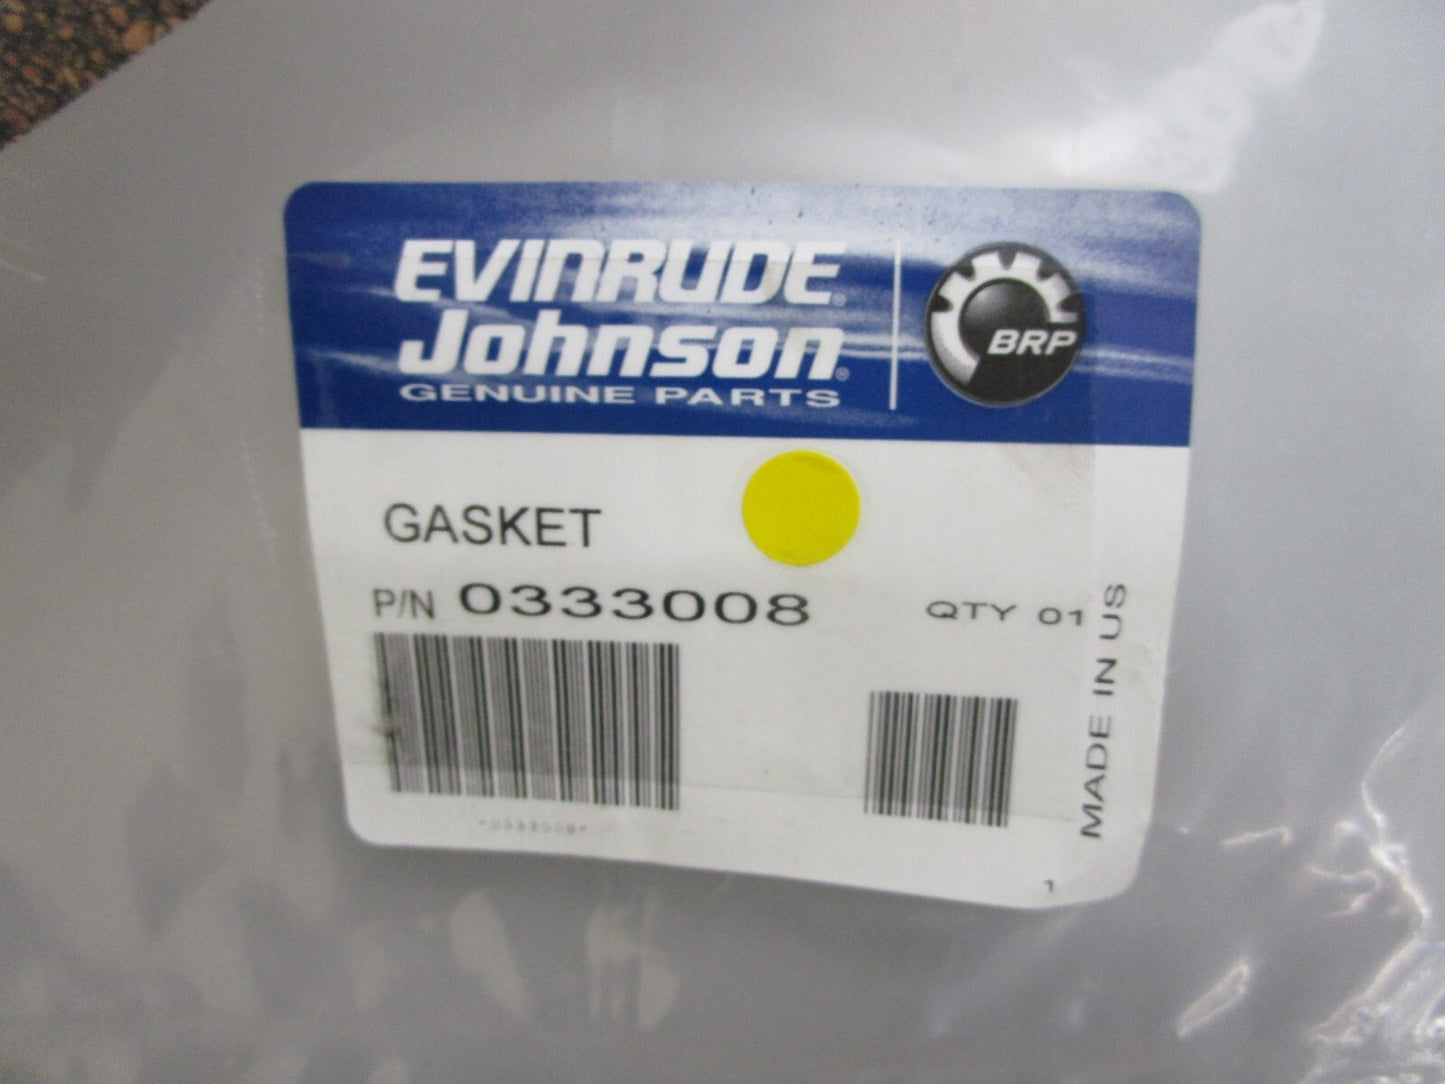 EVINRUDE®
Johnson®
GENUINE PARTS
BRP
GASKET
P/N 0333008
QTY 01
MADE IN US
*0333008*
1